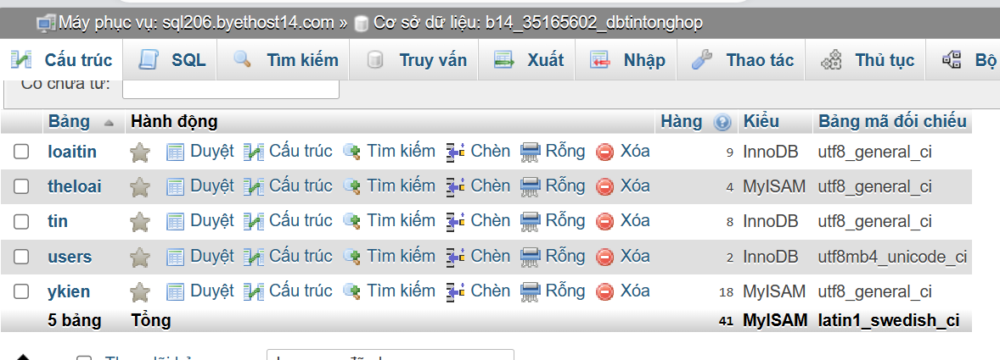 Máy phục vụ: sql206.byethost14.com » Cơ sở dữ liệu: b14_35165602_dbtintonghop
Cấu trúc SQL Tìm kiếm Truy vấn Xuất Nhập Thao tác Thủ tục Bộ
Có chứa từ:
Bảng Hành động Hàng Kiểu Bảng mã đối chiếu
loaitin Duyệt Cấu trúc Tìm kiếm Chèn Rỗng Xóa 9 InnoDB utf8_general_ci
theloai Duyệt Cấu trúc Tìm kiếm Chèn Rỗng Xóa 4 MyISAM utf8_general_ci
tin Duyệt Cấu trúc Tìm kiếm Chèn Rỗng Xóa 8 InnoDB utf8_general_ci
users Duyệt Cấu trúc Tìm kiếm Chèn Rỗng Xóa 2 InnoDB utf8mb4_unicode_ci
ykien Duyệt Cấu trúc Tìm kiếm Chèn Rỗng Xóa 18 MyISAM utf8_general_ci
5 bảng Tổng 41 MyISAM latin1_swedish_ci